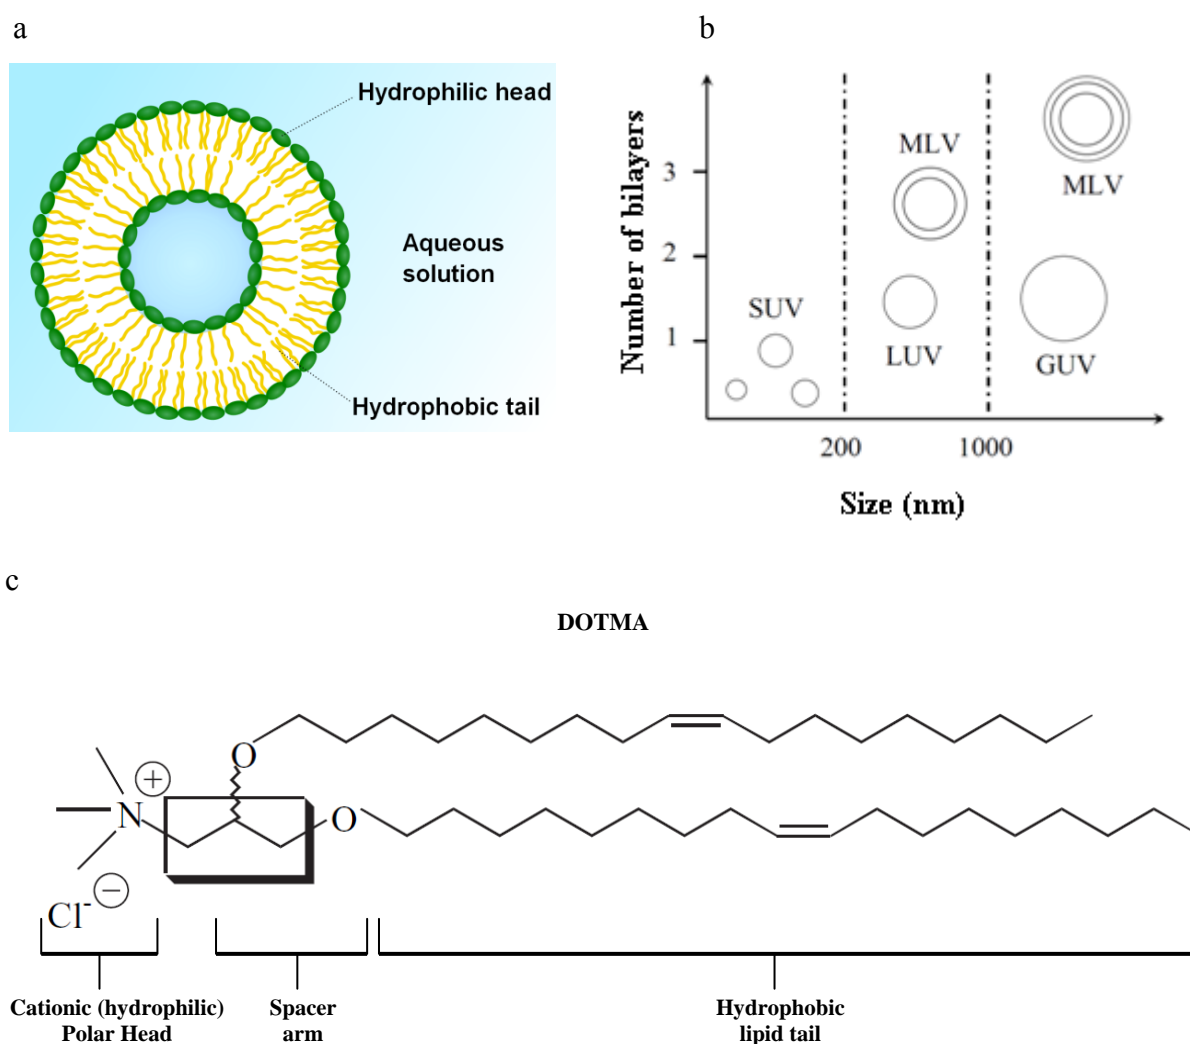 a
Hydrophilic head
Aqueous
solution
Hydrophobic tail
b
Number of bilayers
3
2
1
SUV
MLV
LUV
MLV
GUV
200
1000
Size (nm)
c
DOTMA
O
+
N
O
Cl-
−
Cationic (hydrophilic)
Polar Head
Spacer
arm
Hydrophobic
lipid tail